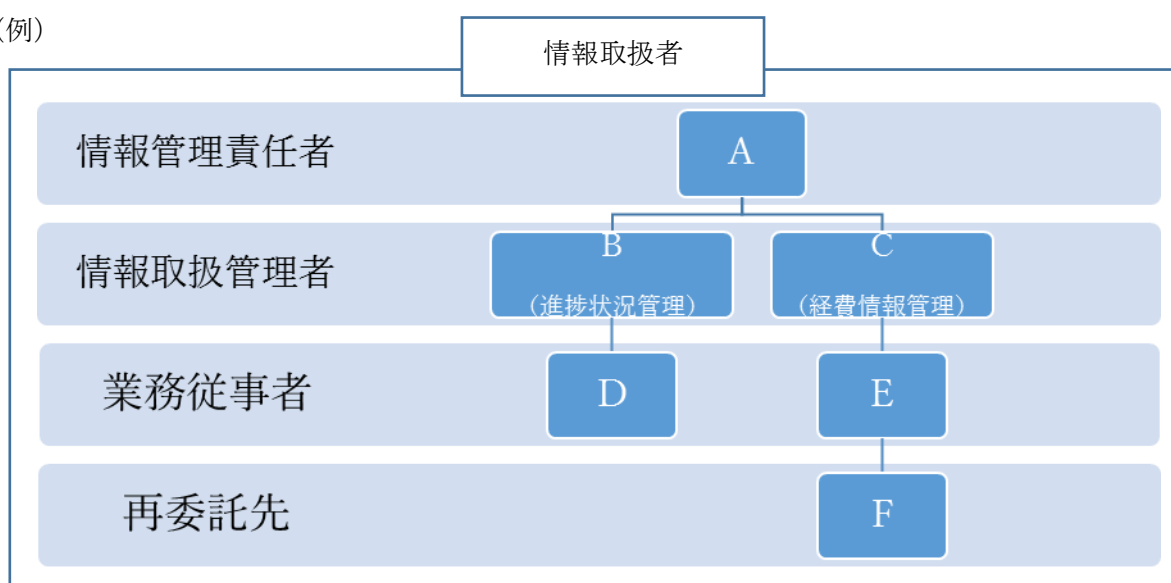 （例）
情報取扱者
情報管理責任者
A
情報取扱管理者
B
（進捗状況管理）
C
（経費情報管理）
業務従事者
D
E
再委託先
F